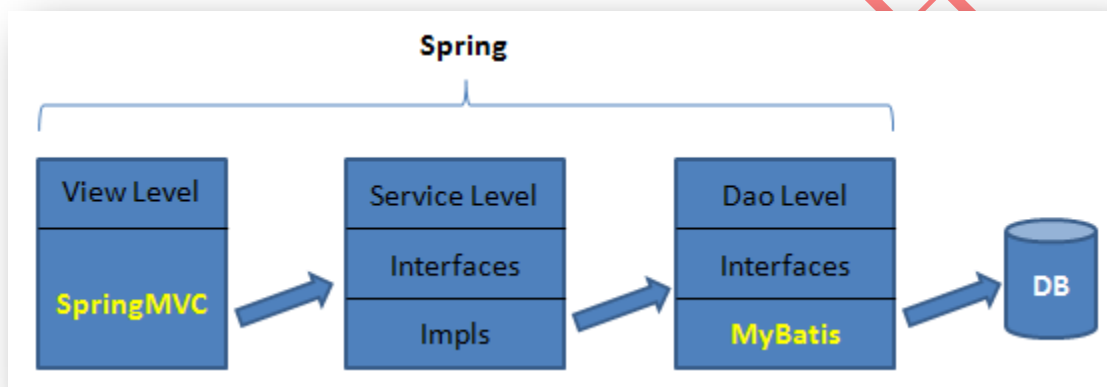 Spring
View Level
SpringMVC
Service Level
Interfaces
Impls
Dao Level
Interfaces
MyBatis
DB